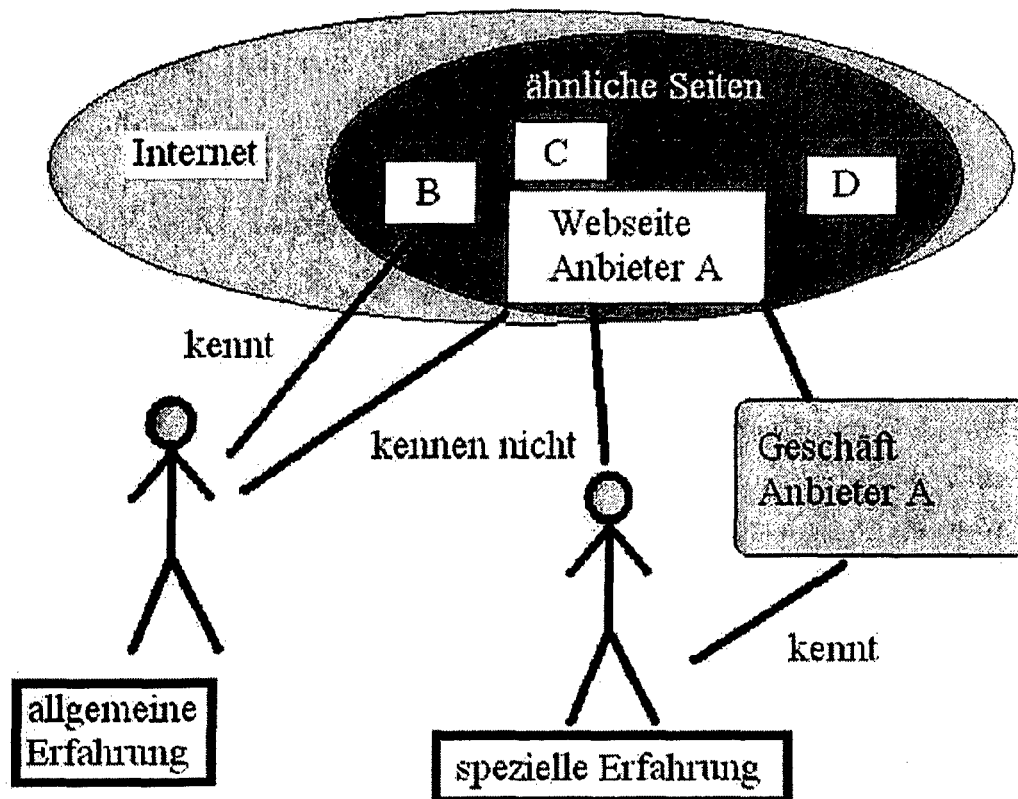 ähnliche Seiten
Internet
C
B
D
Webseite
Anbieter A
kennt
kennen nicht
Geschäft
Anbieter A
kennt
allgemeine
Erfahrung
spezielle Erfahrung